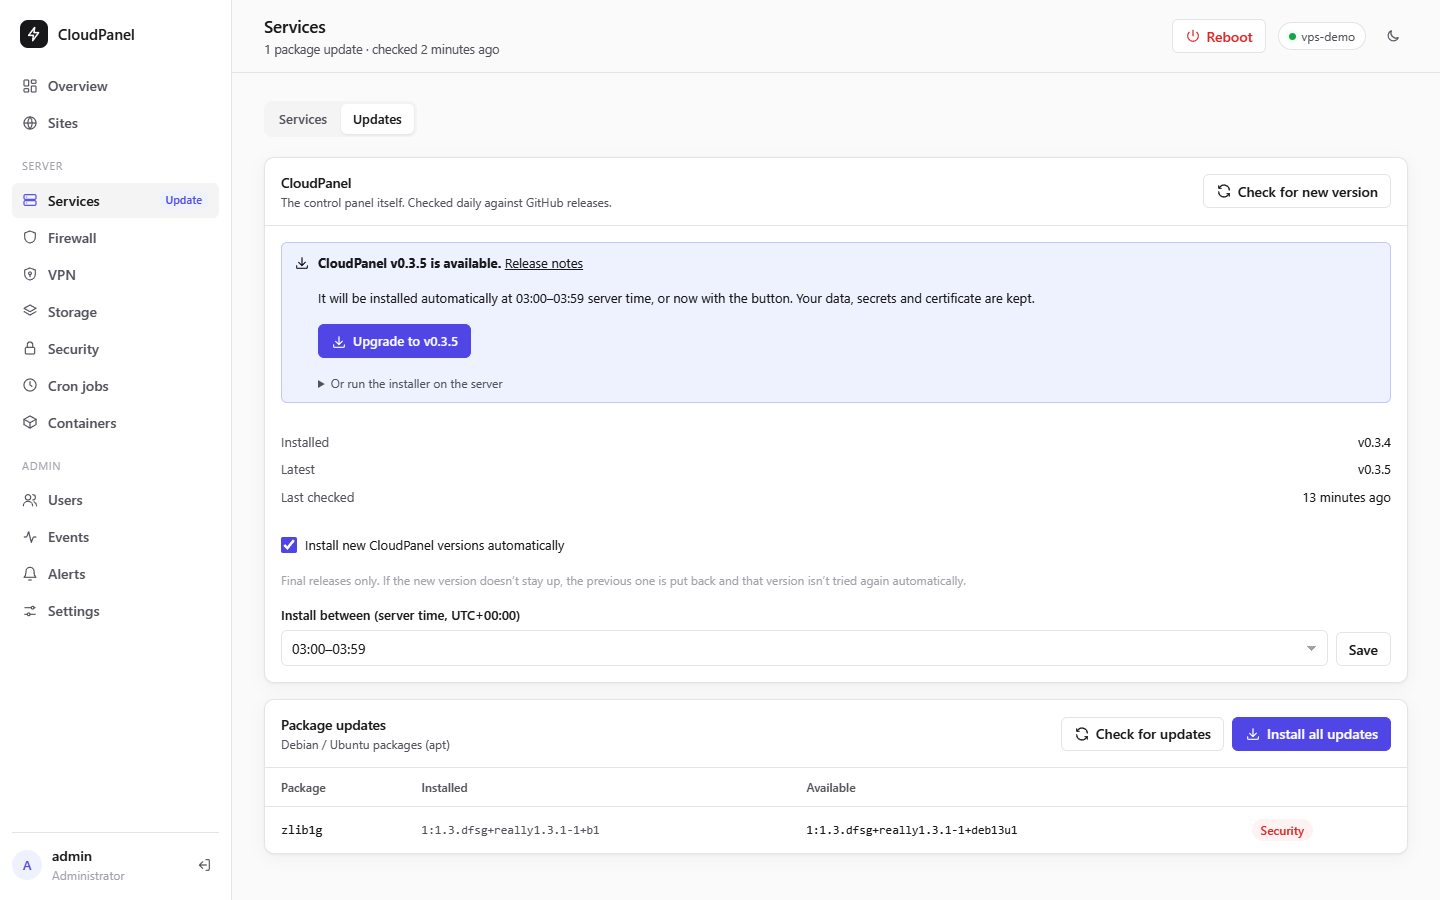 CloudPanel
Overview
Sites
SERVER
Services
Update
Firewall
VPN
Storage
Security
Cron jobs
Containers
ADMIN
Users
Events
Alerts
Settings
A
admin
Administrator
Services
1 package update · checked 2 minutes ago
Reboot
vps-demo
Services
Updates
CloudPanel
The control panel itself. Checked daily against GitHub releases.
Check for new version
CloudPanel v0.3.5 is available. Release notes
It will be installed automatically at 03:00–03:59 server time, or now with the button. Your data, secrets and certificate are kept.
Upgrade to v0.3.5
Or run the installer on the server
Installed
v0.3.4
Latest
v0.3.5
Last checked
13 minutes ago
Install new CloudPanel versions automatically
Final releases only. If the new version doesn’t stay up, the previous one is put back and that version isn’t tried again automatically.
Install between (server time, UTC+00:00)
03:00–03:59
Save
Package updates
Debian / Ubuntu packages (apt)
Check for updates
Install all updates
Package Installed Available
zlib1g 1:1.3.dfsg+really1.3.1-1+b1 1:1.3.dfsg+really1.3.1-1+deb13u1 Security